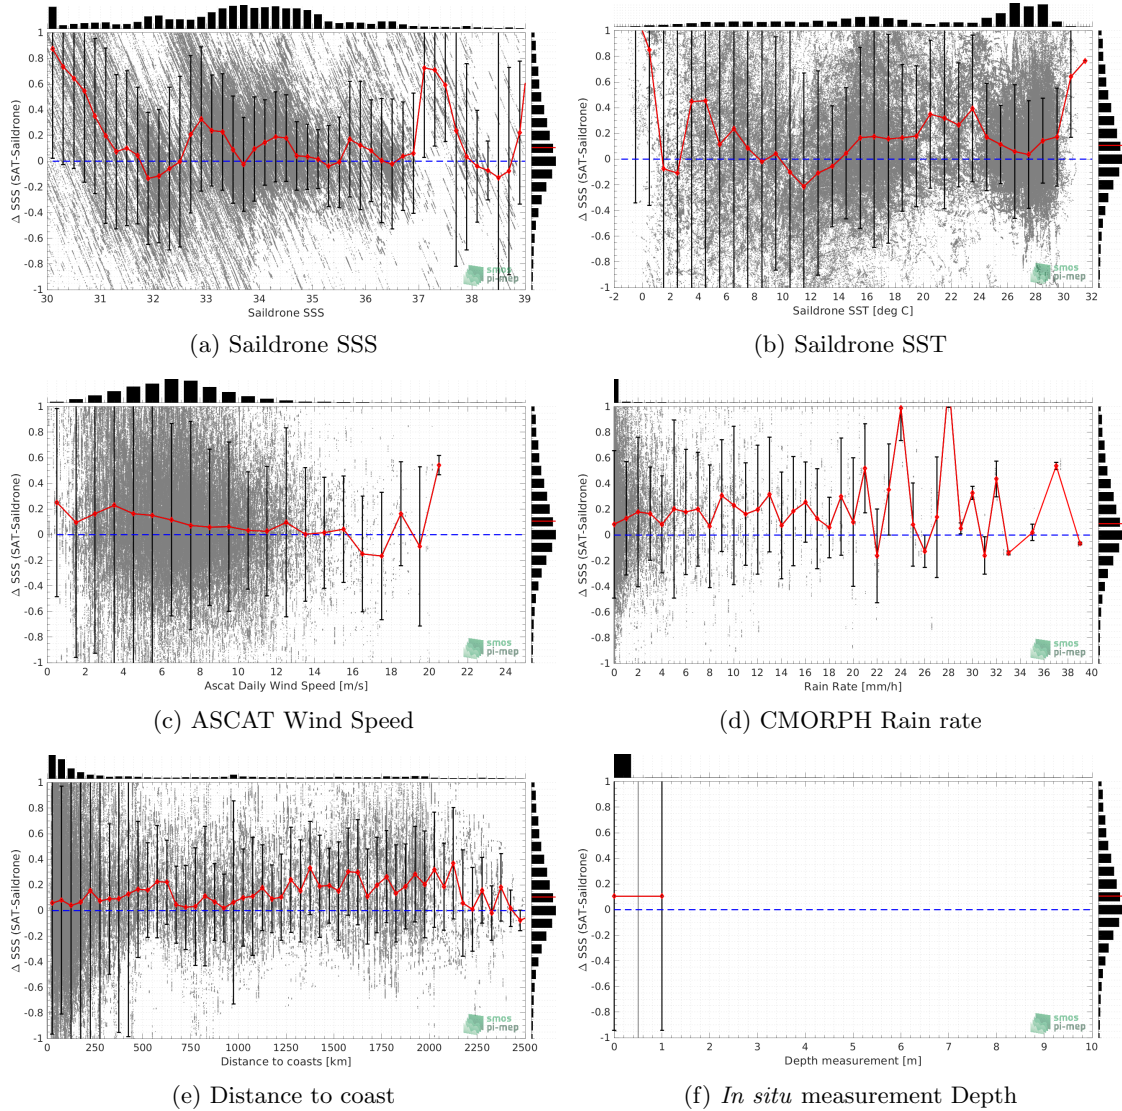 Δ SSS (SAT-Saildrone)
1
0.8
0.6
0.4
0.2
0
-0.2
-0.4
-0.6
-0.8
-1
30 31 32 33 34 35 36 37 38 39
Saildrone SSS
smos
pi-mep
(a) Saildrone SSS
Δ SSS (SAT-Saildrone)
1
0.8
0.6
0.4
0.2
0
-0.2
-0.4
-0.6
-0.8
-1
-2 0 2 4 6 8 10 12 14 16 18 20 22 24 26 28 30 32
Saildrone SST [deg C]
smos
pi-mep
(b) Saildrone SST
Δ SSS (SAT-Saildrone)
1
0.8
0.6
0.4
0.2
0
-0.2
-0.4
-0.6
-0.8
-1
0 2 4 6 8 10 12 14 16 18 20 22 24
Ascat Daily Wind Speed [m/s]
smos
pi-mep
(c) ASCAT Wind Speed
Δ SSS (SAT-Saildrone)
1
0.8
0.6
0.4
0.2
0
-0.2
-0.4
-0.6
-0.8
-1
0 2 4 6 8 10 12 14 16 18 20 22 24 26 28 30 32 34 36 38 40
Rain Rate [mm/h]
smos
pi-mep
(d) CMORPH Rain rate
Δ SSS (SAT-Saildrone)
1
0.8
0.6
0.4
0.2
0
-0.2
-0.4
-0.6
-0.8
-1
0 250 500 750 1000 1250 1500 1750 2000 2250 2500
Distance to coasts [km]
smos
pi-mep
(e) Distance to coast
Δ SSS (SAT-Saildrone)
1
0.8
0.6
0.4
0.2
0
-0.2
-0.4
-0.6
-0.8
-1
0 1 2 3 4 5 6 7 8 9 10
Depth measurement [m]
smos
pi-mep
(f) In situ measurement Depth